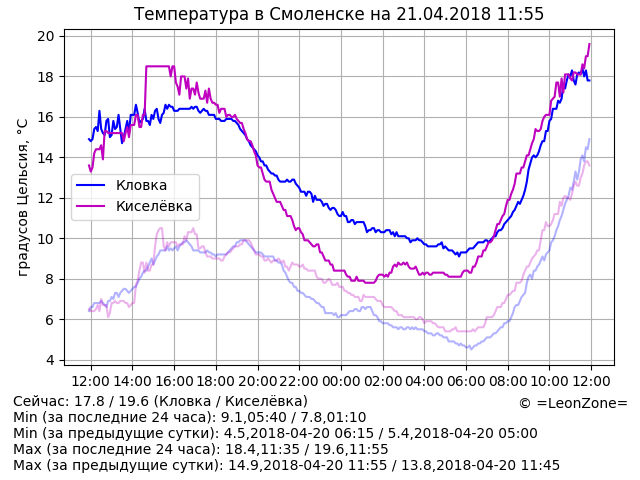 Температура в Смоленске на 21.04.2018 11:55
градусов Цельсия, °C
20
18
16
14
12
10
8
6
4
Кловка
Киселёвка
12:00 14:00 16:00 18:00 20:00 22:00 00:00 02:00 04:00 06:00 08:00 10:00 12:00
Сейчас: 17.8 / 19.6 (Кловка / Киселёвка)
© =LeonZone=
Min (за последние 24 часа): 9.1,05:40 / 7.8,01:10
Min (за предыдущие сутки): 4.5,2018-04-20 06:15 / 5.4,2018-04-20 05:00
Max (за последние 24 часа): 18.4,11:35 / 19.6,11:55
Max (за предыдущие сутки): 14.9,2018-04-20 11:55 / 13.8,2018-04-20 11:45